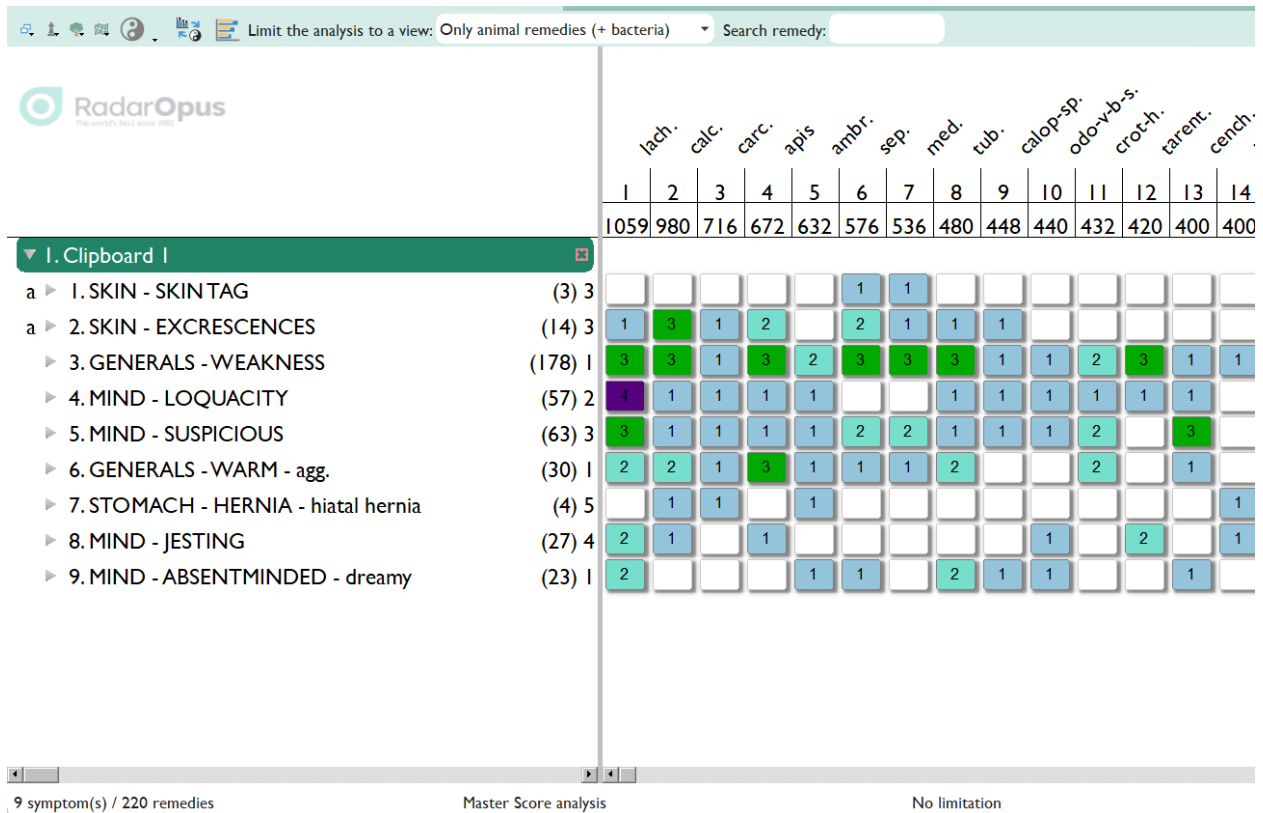 Limit the analysis to a view: Only animal remedies (+ bacteria) Search remedy:
RadarOpus
The world's No.1 since 1982
lach. calc. carc. apis ambr. sep. med. tub. calop-sp. odo-v-b-s. crot-h. tarent. cench.
1 2 3 4 5 6 7 8 9 10 11 12 13 14
1059 980 716 672 632 576 536 480 448 440 432 420 400 400
1. Clipboard 1
a 1. SKIN - SKIN TAG (3) 3 1 1
a 2. SKIN - EXCRESCENCES (14) 3 1 3 1 2 2 1 1 1
3. GENERALS - WEAKNESS (178) 1 3 3 1 3 2 3 3 3 1 1 2 3 1 1
4. MIND - LOQUACITY (57) 2 4 1 1 1 1 1 1 1 1 1 1
5. MIND - SUSPICIOUS (63) 3 3 1 1 1 1 2 2 1 1 1 2 3
6. GENERALS - WARM - agg. (30) 1 2 2 1 3 1 1 1 2 2 1
7. STOMACH - HERNIA - hiatal hernia (4) 5 1 1 1 1
8. MIND - JESTING (27) 4 2 1 1 1 2 1
9. MIND - ABSENTMINDED - dreamy (23) 1 2 1 1 2 1 1 1
9 symptom(s) / 220 remedies Master Score analysis No limitation